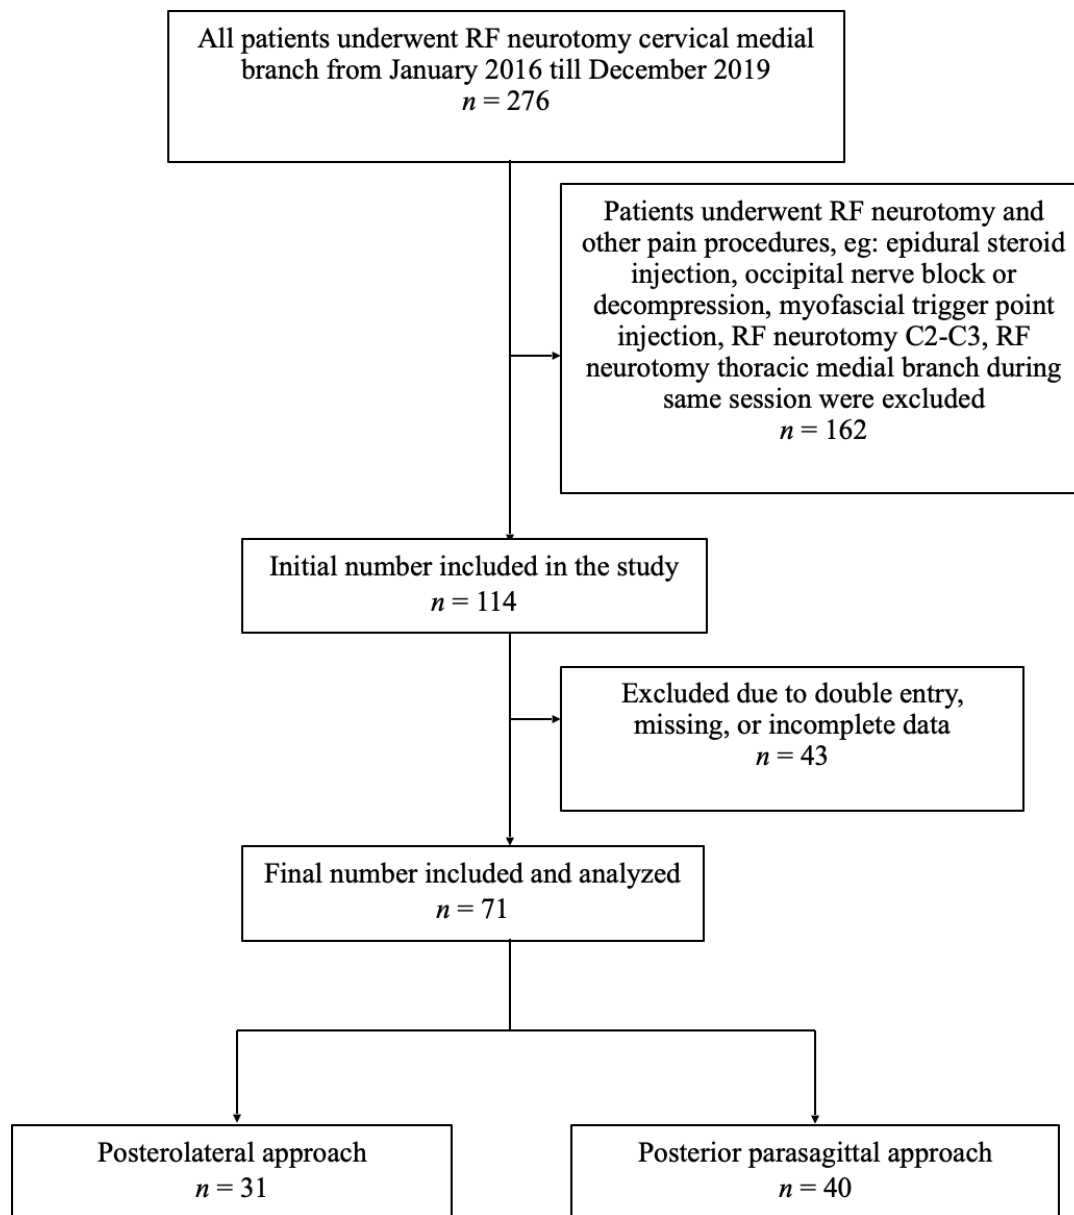 All patients underwent RF neurotomy cervical medial
branch from January 2016 till December 2019
n = 276
Patients underwent RF neurotomy and
other pain procedures, eg: epidural steroid
injection, occipital nerve block or
decompression, myofascial trigger point
injection, RF neurotomy C2-C3, RF
neurotomy thoracic medial branch during
same session were excluded
n = 162
Initial number included in the study
n = 114
Excluded due to double entry,
missing, or incomplete data
n = 43
Final number included and analyzed
n = 71
Posterolateral approach
n = 31
Posterior parasagittal approach
n = 40